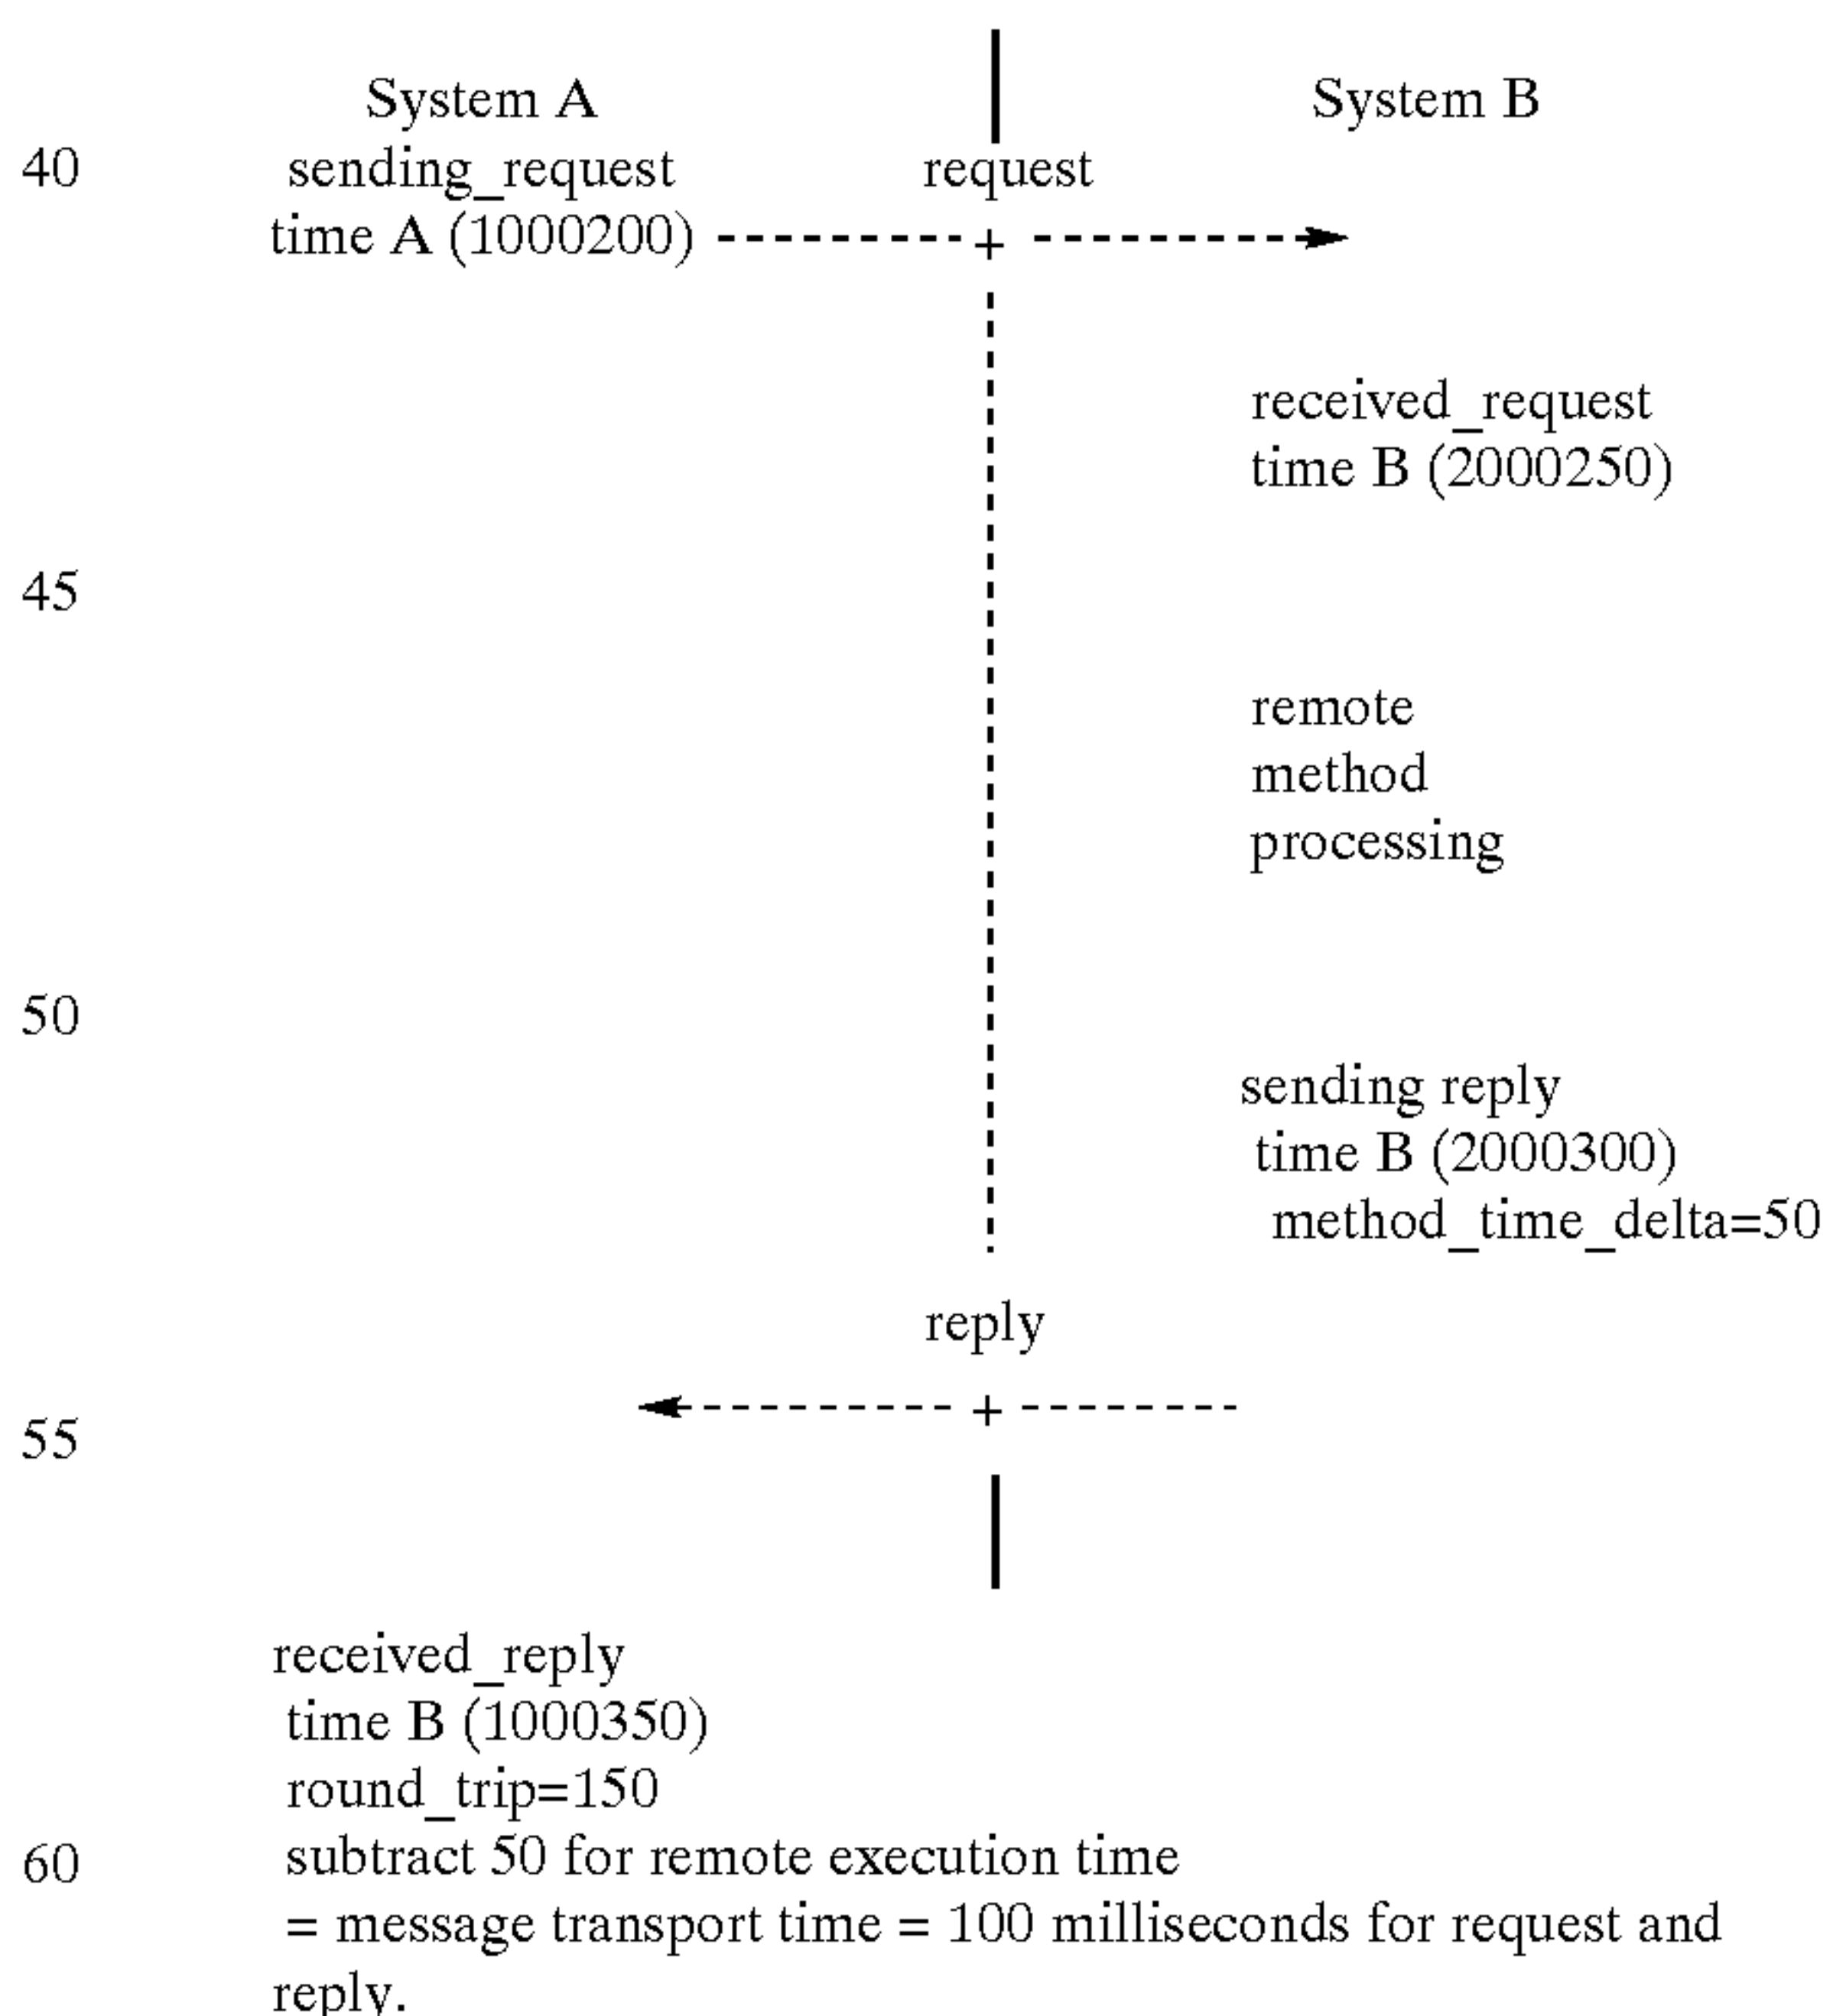 System A System B
40 sending_request request
time A (1000200) +
received_request
time B (2000250)
45
remote
method
processing
50
sending reply
time B (2000300)
method_time_delta=50
reply
+
55
received_reply
time B (1000350)
round_trip=150
60 subtract 50 for remote execution time
= message transport time = 100 milliseconds for request and
reply.